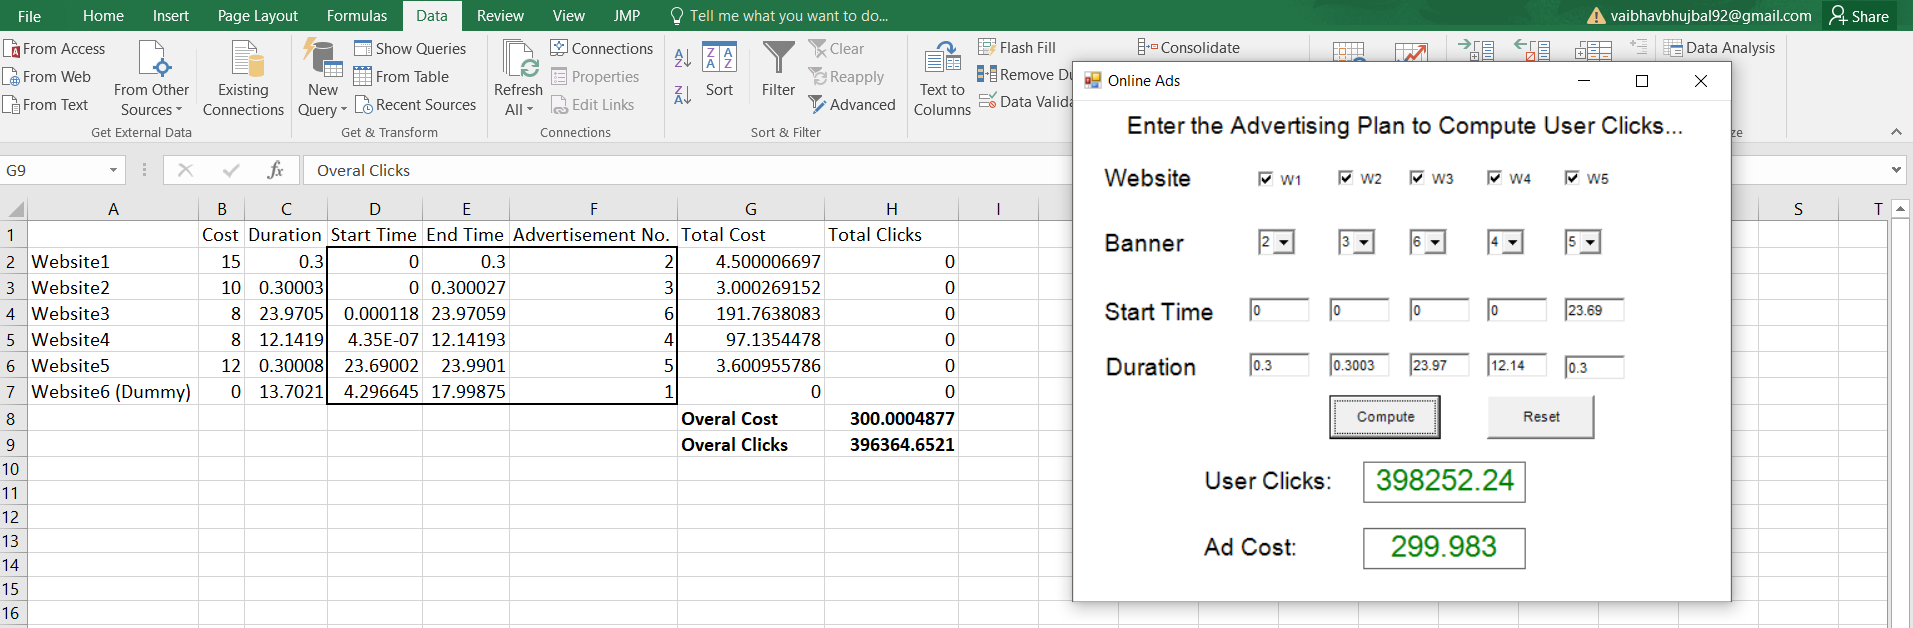 File Home Insert Page Layout Formulas Data Review View JMP Tell me what you want to do... vaibhavbhujbal92@gmail.com Share
From Access
From Web
From Text
From Other Sources
Existing Connections
Get External Data
New Query
Show Queries
From Table
Recent Sources
Get & Transform
Refresh All
Connections
Properties
Edit Links
Connections
Sort
Filter
Clear
Reapply
Advanced
Sort & Filter
Text to Columns
Flash Fill
Remove Du
Data Valida
Consolidate
Data Analysis
ze
G9 fx Overal Clicks
A B C D E F G H I S T
1 Cost Duration Start Time End Time Advertisement No. Total Cost Total Clicks
2 Website1 15 0.3 0 0.3 2 4.500006697 0
3 Website2 10 0.30003 0 0.300027 3 3.000269152 0
4 Website3 8 23.9705 0.000118 23.97059 6 191.7638083 0
5 Website4 8 12.1419 4.35E-07 12.14193 4 97.1354478 0
6 Website5 12 0.30008 23.69002 23.9901 5 3.600955786 0
7 Website6 (Dummy) 0 13.7021 4.296645 17.99875 1 0 0
8 Overal Cost 300.0004877
9 Overal Clicks 396364.6521
10
11
12
13
14
15
16
Online Ads
Enter the Advertising Plan to Compute User Clicks...
Website W1 W2 W3 W4 W5
Banner 2 3 6 4 5
Start Time 0 0 0 0 23.69
Duration 0.3 0.3003 23.97 12.14 0.3
Compute Reset
User Clicks: 398252.24
Ad Cost: 299.983